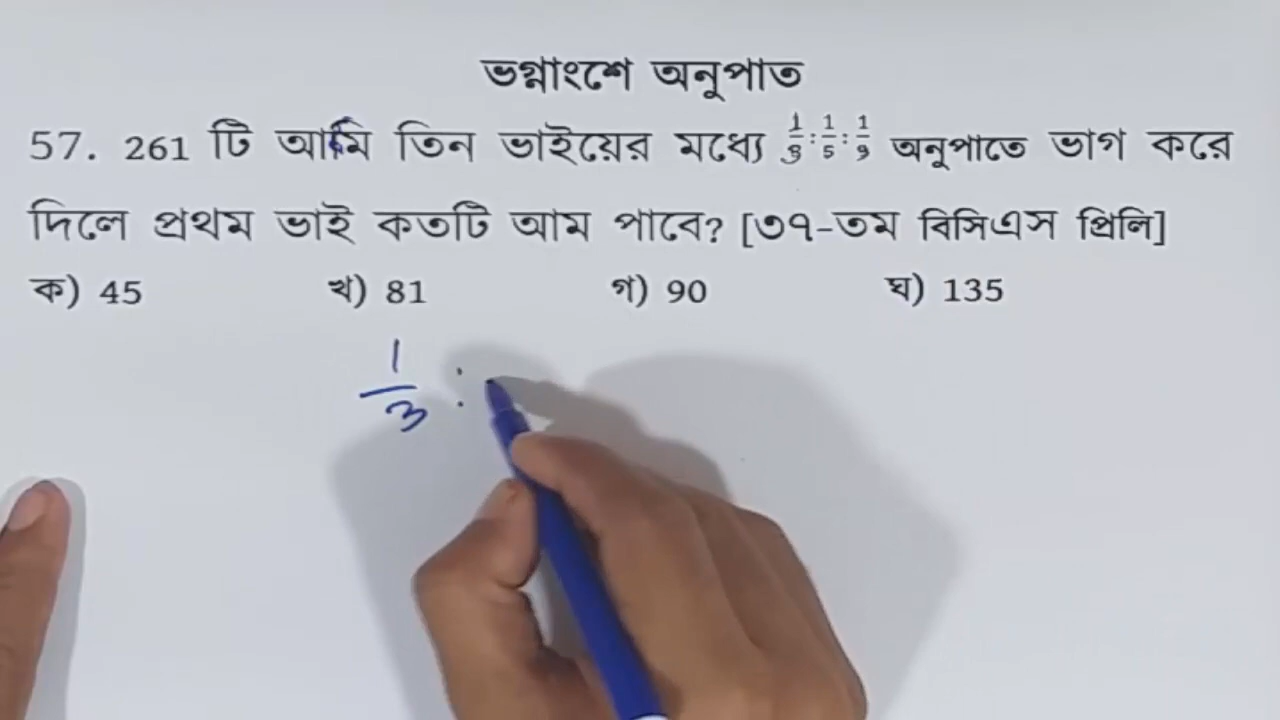 ভগ্নাংশে অনুপাত
57. 261 টি আমি তিন ভাইয়ের মধ্যে 1/3 : 1/5 : 1/9 অনুপাতে ভাগ করে
দিলে প্রথম ভাই কতটি আম পাবে? [৩৭-তম বিসিএস প্রিলি]
ক) 45 খ) 81 গ) 90 ঘ) 135
1/3 :